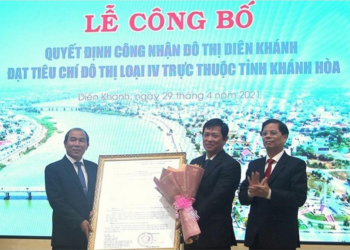 LỄ CÔNG BỐ
QUYẾT ĐỊNH CÔNG NHẬN ĐÔ THỊ DIÊN KHÁNH
ĐẠT TIÊU CHÍ ĐÔ THỊ LOẠI IV TRỰC THUỘC TỈNH KHÁNH HÒA
Diên Khánh, ngày 29 tháng 4 năm 2021